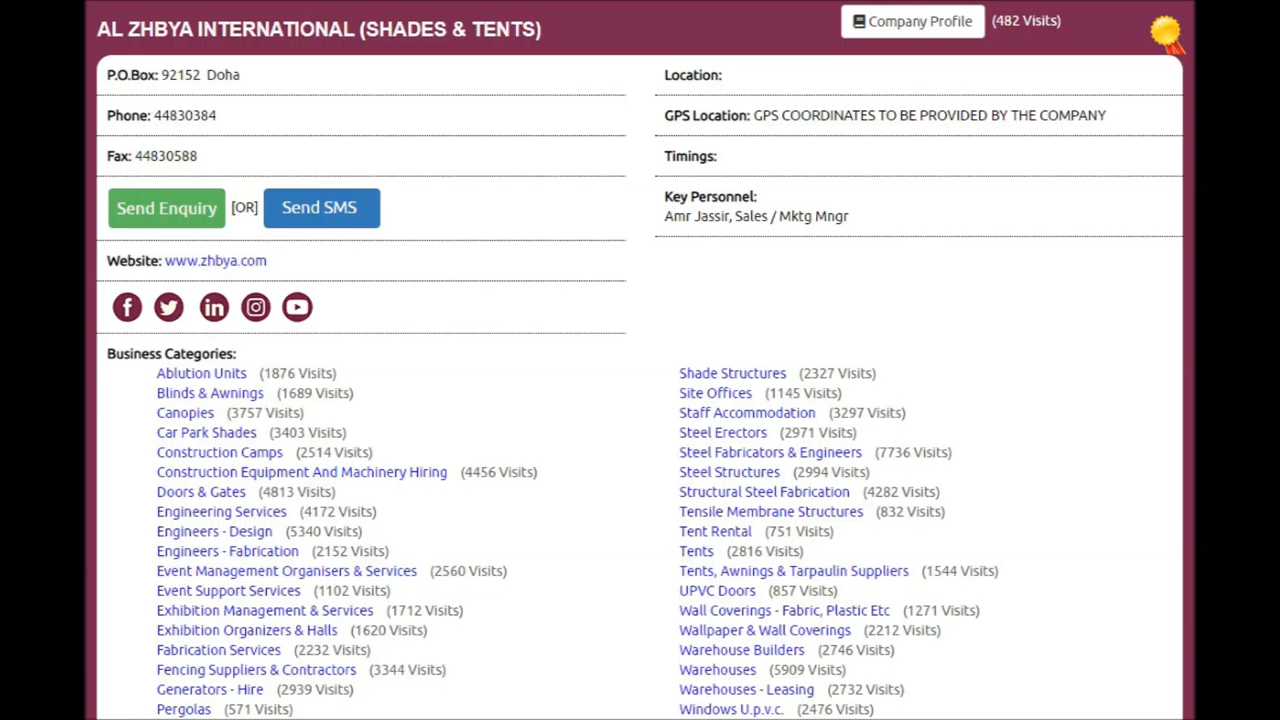 AL ZHBYA INTERNATIONAL (SHADES & TENTS)
Company Profile (482 Visits)
P.O.Box: 92152 Doha
Phone: 44830384
Fax: 44830588
Send Enquiry [OR] Send SMS
Website: www.zhbya.com
Location:
GPS Location: GPS COORDINATES TO BE PROVIDED BY THE COMPANY
Timings:
Key Personnel:
Amr Jassir, Sales / Mktg Mngr
Business Categories:
Ablution Units (1876 Visits)
Blinds & Awnings (1689 Visits)
Canopies (3757 Visits)
Car Park Shades (3403 Visits)
Construction Camps (2514 Visits)
Construction Equipment And Machinery Hiring (4456 Visits)
Doors & Gates (4813 Visits)
Engineering Services (4172 Visits)
Engineers - Design (5340 Visits)
Engineers - Fabrication (2152 Visits)
Event Management Organisers & Services (2560 Visits)
Event Support Services (1102 Visits)
Exhibition Management & Services (1712 Visits)
Exhibition Organizers & Halls (1620 Visits)
Fabrication Services (2232 Visits)
Fencing Suppliers & Contractors (3344 Visits)
Generators - Hire (2939 Visits)
Pergolas (571 Visits)
Shade Structures (2327 Visits)
Site Offices (1145 Visits)
Staff Accommodation (3297 Visits)
Steel Erectors (2971 Visits)
Steel Fabricators & Engineers (7736 Visits)
Steel Structures (2994 Visits)
Structural Steel Fabrication (4282 Visits)
Tensile Membrane Structures (832 Visits)
Tent Rental (751 Visits)
Tents (2816 Visits)
Tents, Awnings & Tarpaulin Suppliers (1544 Visits)
UPVC Doors (857 Visits)
Wall Coverings - Fabric, Plastic Etc (1271 Visits)
Wallpaper & Wall Coverings (2212 Visits)
Warehouse Builders (2746 Visits)
Warehouses (5909 Visits)
Warehouses - Leasing (2732 Visits)
Windows U.p.v.c. (2476 Visits)